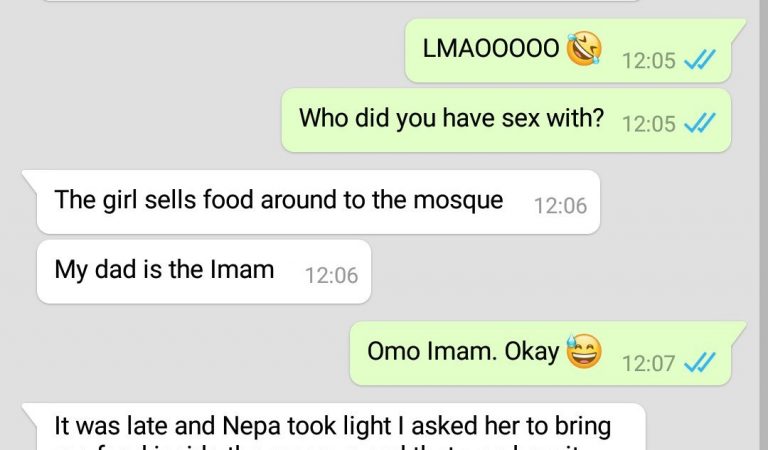 LMAOOOOO 🤣 12:05
Who did you have sex with? 12:05
The girl sells food around to the mosque 12:06
My dad is the Imam 12:06
Omo Imam. Okay 😅 12:07
It was late and Nepa took light I asked her to bring